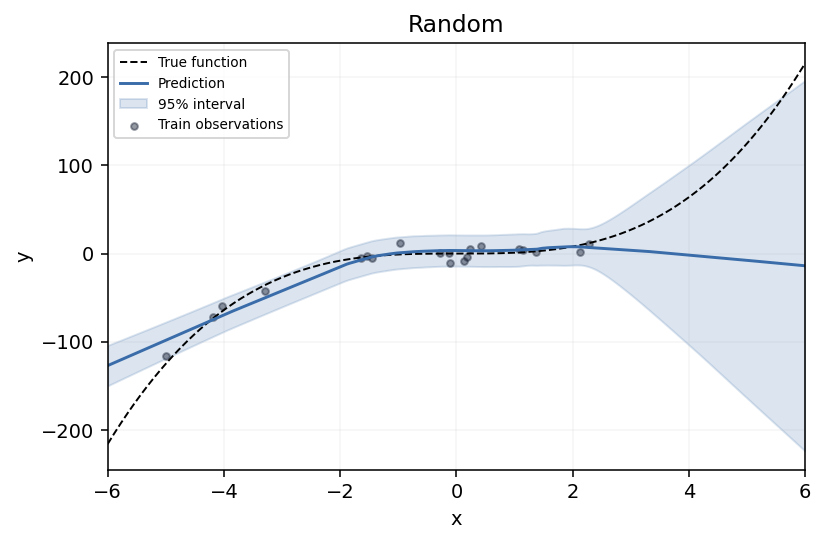 Random
True function
Prediction
95% interval
Train observations
200
100
0
−100
−200
y
−6
−4
−2
0
2
4
6
x